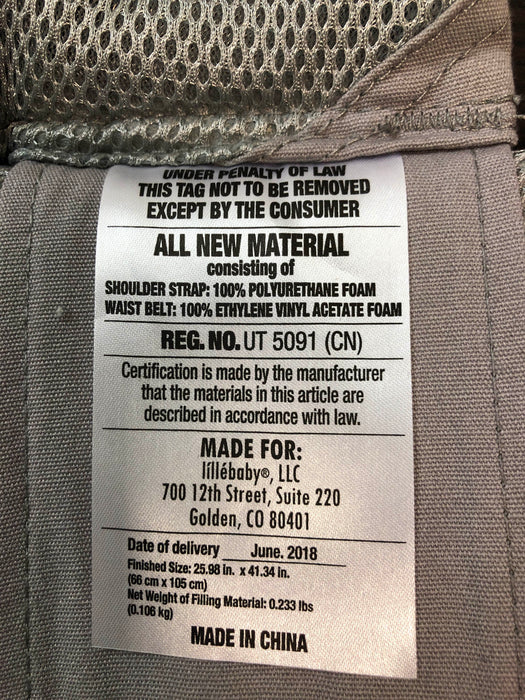 UNDER PENALTY OF LAW
THIS TAG NOT TO BE REMOVED
EXCEPT BY THE CONSUMER
ALL NEW MATERIAL
consisting of
SHOULDER STRAP: 100% POLYURETHANE FOAM
WAIST BELT: 100% ETHYLENE VINYL ACETATE FOAM
REG. NO. UT 5091 (CN)
Certification is made by the manufacturer
that the materials in this article are
described in accordance with law.
MADE FOR:
líllébaby®, LLC
700 12th Street, Suite 220
Golden, CO 80401
Date of delivery June. 2018
Finished Size: 25.98 in. x 41.34 in.
(66 cm x 105 cm)
Net Weight of Filling Material: 0.233 lbs
(0.106 kg)
MADE IN CHINA